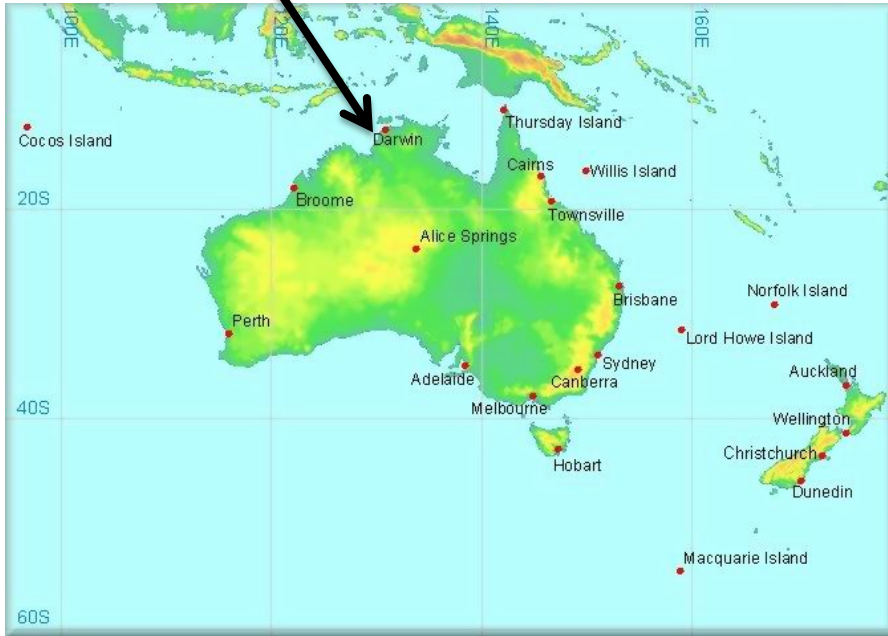 100E
120E
140E
160E
Thursday Island
Cocos Island
Darwin
Cairns
Willis Island
20S
Broome
Townsville
Alice Springs
Norfolk Island
Brisbane
Perth
Lord Howe Island
Sydney
Auckland
Adelaide
Canberra
Melbourne
40S
Wellington
Christchurch
Hobart
Dunedin
Macquarie Island
60S